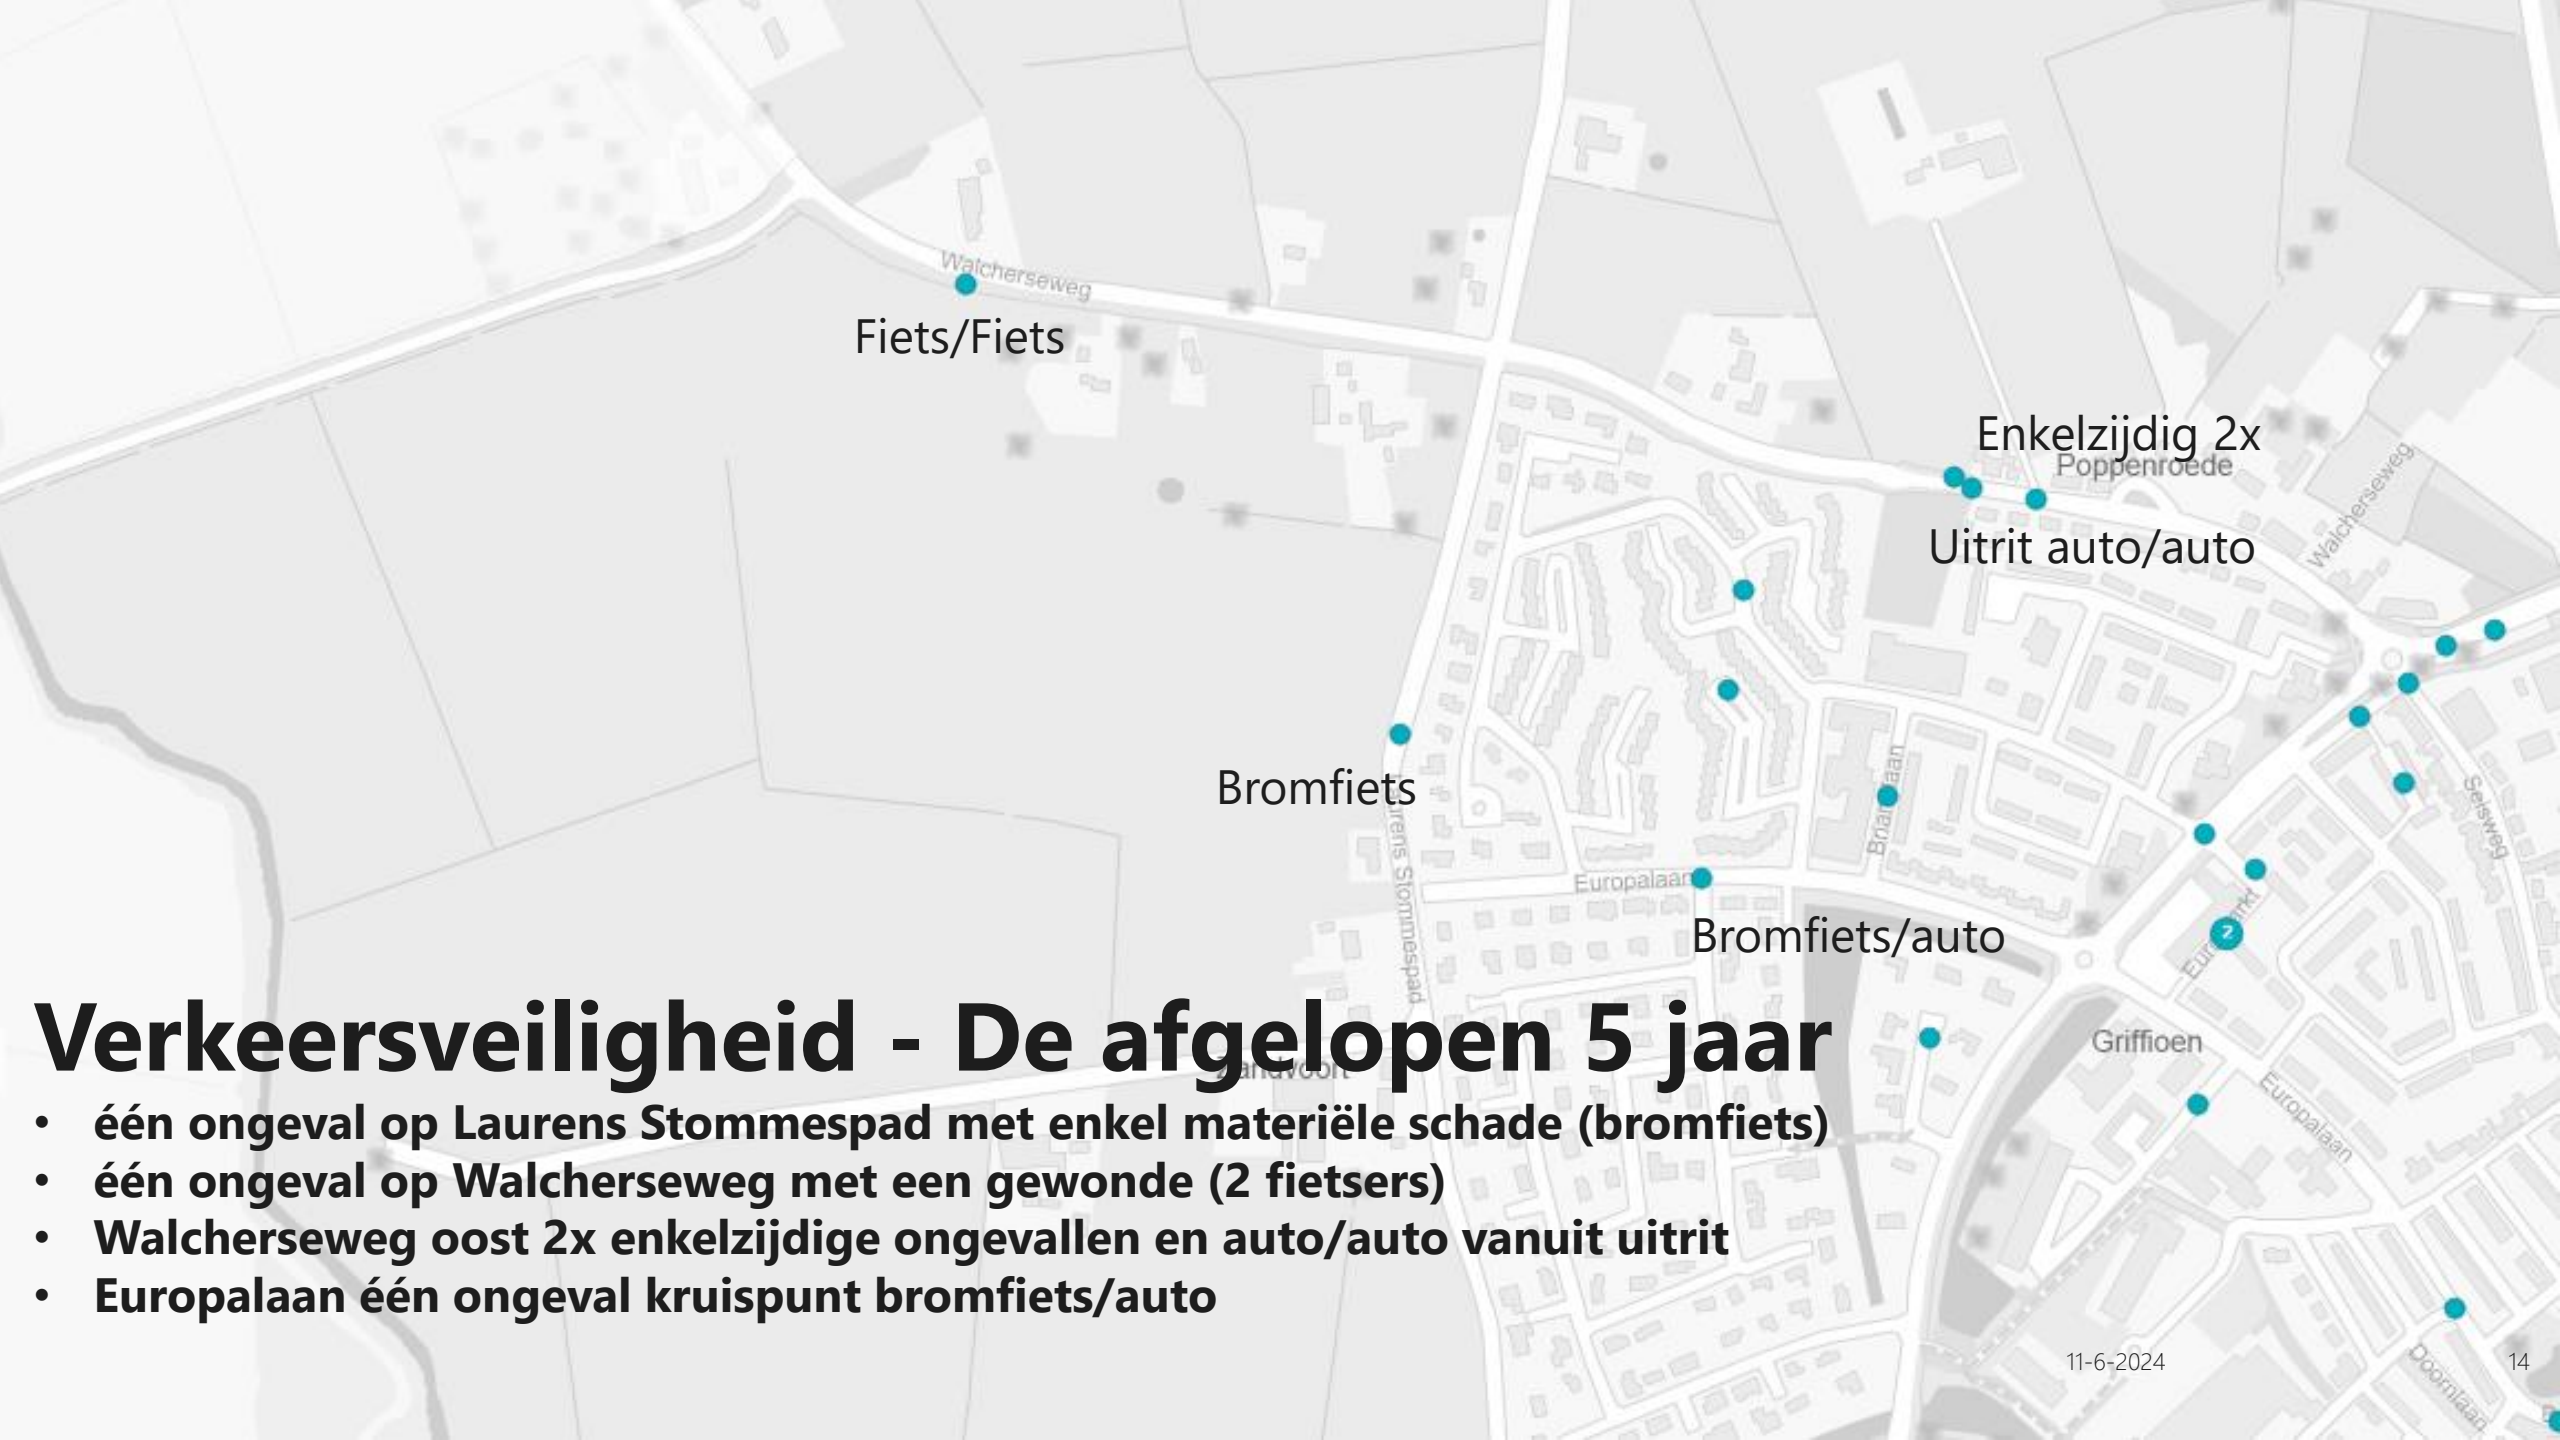 Walcherseweg
Fiets/Fiets
Enkelzijdig 2x
Poppenroede
Walcherseweg
Uitrit auto/auto
Bromfiets
Laurens Stommespad
Seisweg
Europalaan
2
Bromfiets/auto
Griffioen
Europalaan
Verkeersveiligheid - De afgelopen 5 jaar
Zandvoort
• één ongeval op Laurens Stommespad met enkel materiële schade (bromfiets)
• één ongeval op Walcherseweg met een gewonde (2 fietsers)
• Walcherseweg oost 2x enkelzijdige ongevallen en auto/auto vanuit uitrit
• Europalaan één ongeval kruispunt bromfiets/auto
11-6-2024
14
Doornlaan